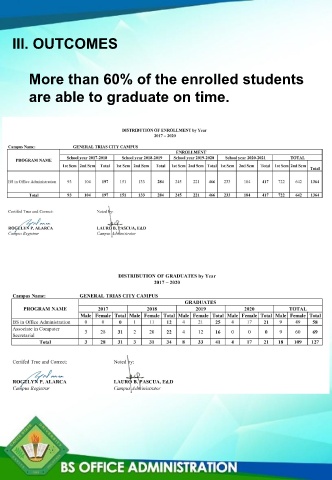 III. OUTCOMES
More than 60% of the enrolled students
are able to graduate on time.
DISTRIBUTION OF ENROLLMENT by Year
2017 - 2020
Campus Name: GENERAL TRIAS CITY CAMPUS
PROGRAM NAME ENROLLMENT
School year 2017-2018 School year 2018-2019 School year 2019-2020 School year 2020-2021 TOTAL
1st Sem 2nd Sem Total 1st Sem 2nd Sem Total 1st Sem 2nd Sem Total 1st Sem 2nd Sem Total 1st Sem 2nd Sem Total
BS in Office Administration 93 104 197 151 133 284 245 221 466 233 184 417 722 642 1364
Total 93 104 197 151 133 284 245 221 466 233 184 417 722 642 1364
Certified True and Correct: Noted by:
ROGELYN P. ALARCA LAURO B. PASCUA, Ed.D
Campus Registrar Campus Administrator
DISTRIBUTION OF GRADUATES by Year
2017 - 2020
Campus Name: GENERAL TRIAS CITY CAMPUS
PROGRAM NAME GRADUATES
2017 2018 2019 2020 TOTAL
Male Female Total Male Female Total Male Female Total Male Female Total Male Female Total
BS in Office Administration 0 0 0 1 11 12 4 21 25 4 17 21 9 49 58
Associate in Computer
Secretarial 3 28 31 2 20 22 4 12 16 0 0 0 9 60 69
Total 3 28 31 3 31 34 8 33 41 4 17 21 18 109 127
Certified True and Correct: Noted by:
ROGELYN P. ALARCA LAURO B. PASCUA, Ed.D
Campus Registrar Campus Administrator
BS OFFICE ADMINISTRATION